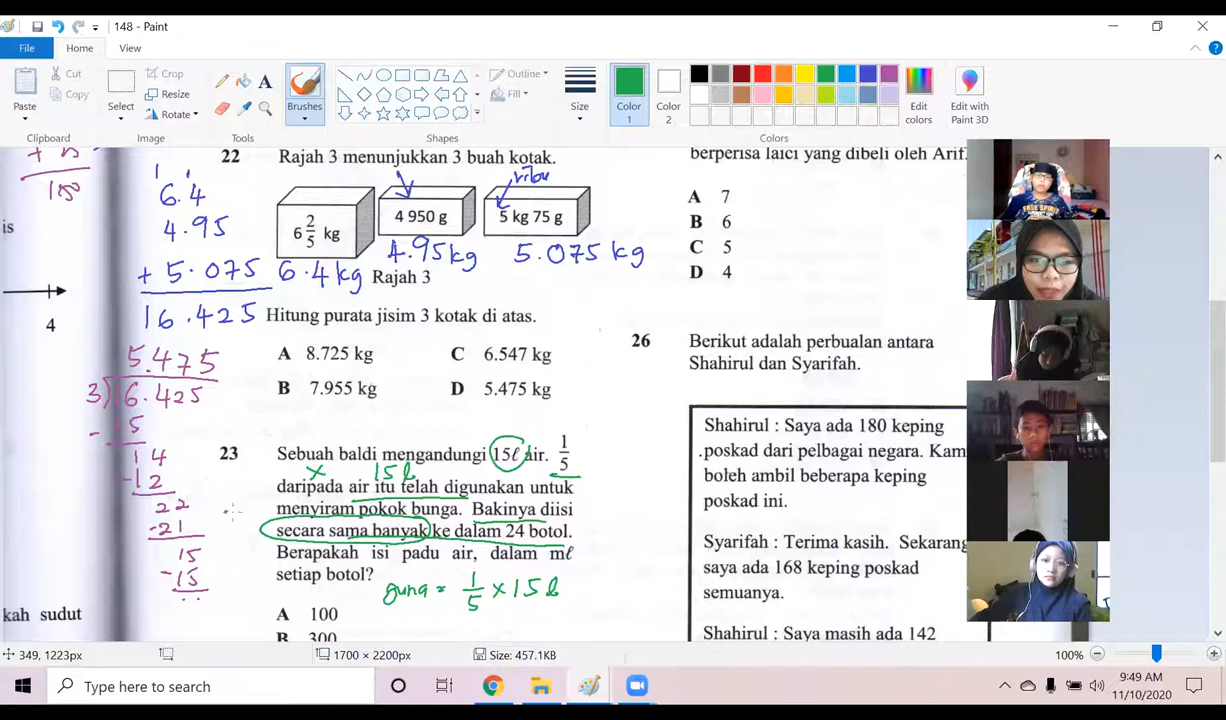 148 - Paint
File
Home
View
Paste
Cut
Copy
Clipboard
Select
Crop
Resize
Rotate
Image
Tools
Brushes
Shapes
Outline
Fill
Size
Color 1
Color 2
Colors
Edit colors
Edit with Paint 3D
150
6.4
4.95
+ 5.075
16.425
5.475
3) 16.425
- 15
14
-12
22
-21
15
-15
is
4
kah sudut
22 Rajah 3 menunjukkan 3 buah kotak.
ribu
6 2/5 kg
4 950 g
5 kg 75 g
6.4 kg
4.95 kg
5.075 kg
Rajah 3
Hitung purata jisim 3 kotak di atas.
A 8.725 kg
C 6.547 kg
B 7.955 kg
D 5.475 kg
23 Sebuah baldi mengandungi 15ℓ air. 1/5
x 15 l
daripada air itu telah digunakan untuk
menyiram pokok bunga. Bakinya diisi
secara sama banyak ke dalam 24 botol.
Berapakah isi padu air, dalam mℓ
setiap botol?
guna = 1/5 × 15 l
A 100
B 300
berperisa laici yang dibeli oleh Arif
A 7
B 6
C 5
D 4
26 Berikut adalah perbualan antara
Shahirul dan Syarifah.
Shahirul : Saya ada 180 keping
poskad dari pelbagai negara. Kam
boleh ambil beberapa keping
poskad ini.
Syarifah : Terima kasih. Sekarang
saya ada 168 keping poskad
semuanya.
Shahirul : Saya masih ada 142
349, 1223px
1700 × 2200px
Size: 457.1KB
100%
Type here to search
9:49 AM
11/10/2020